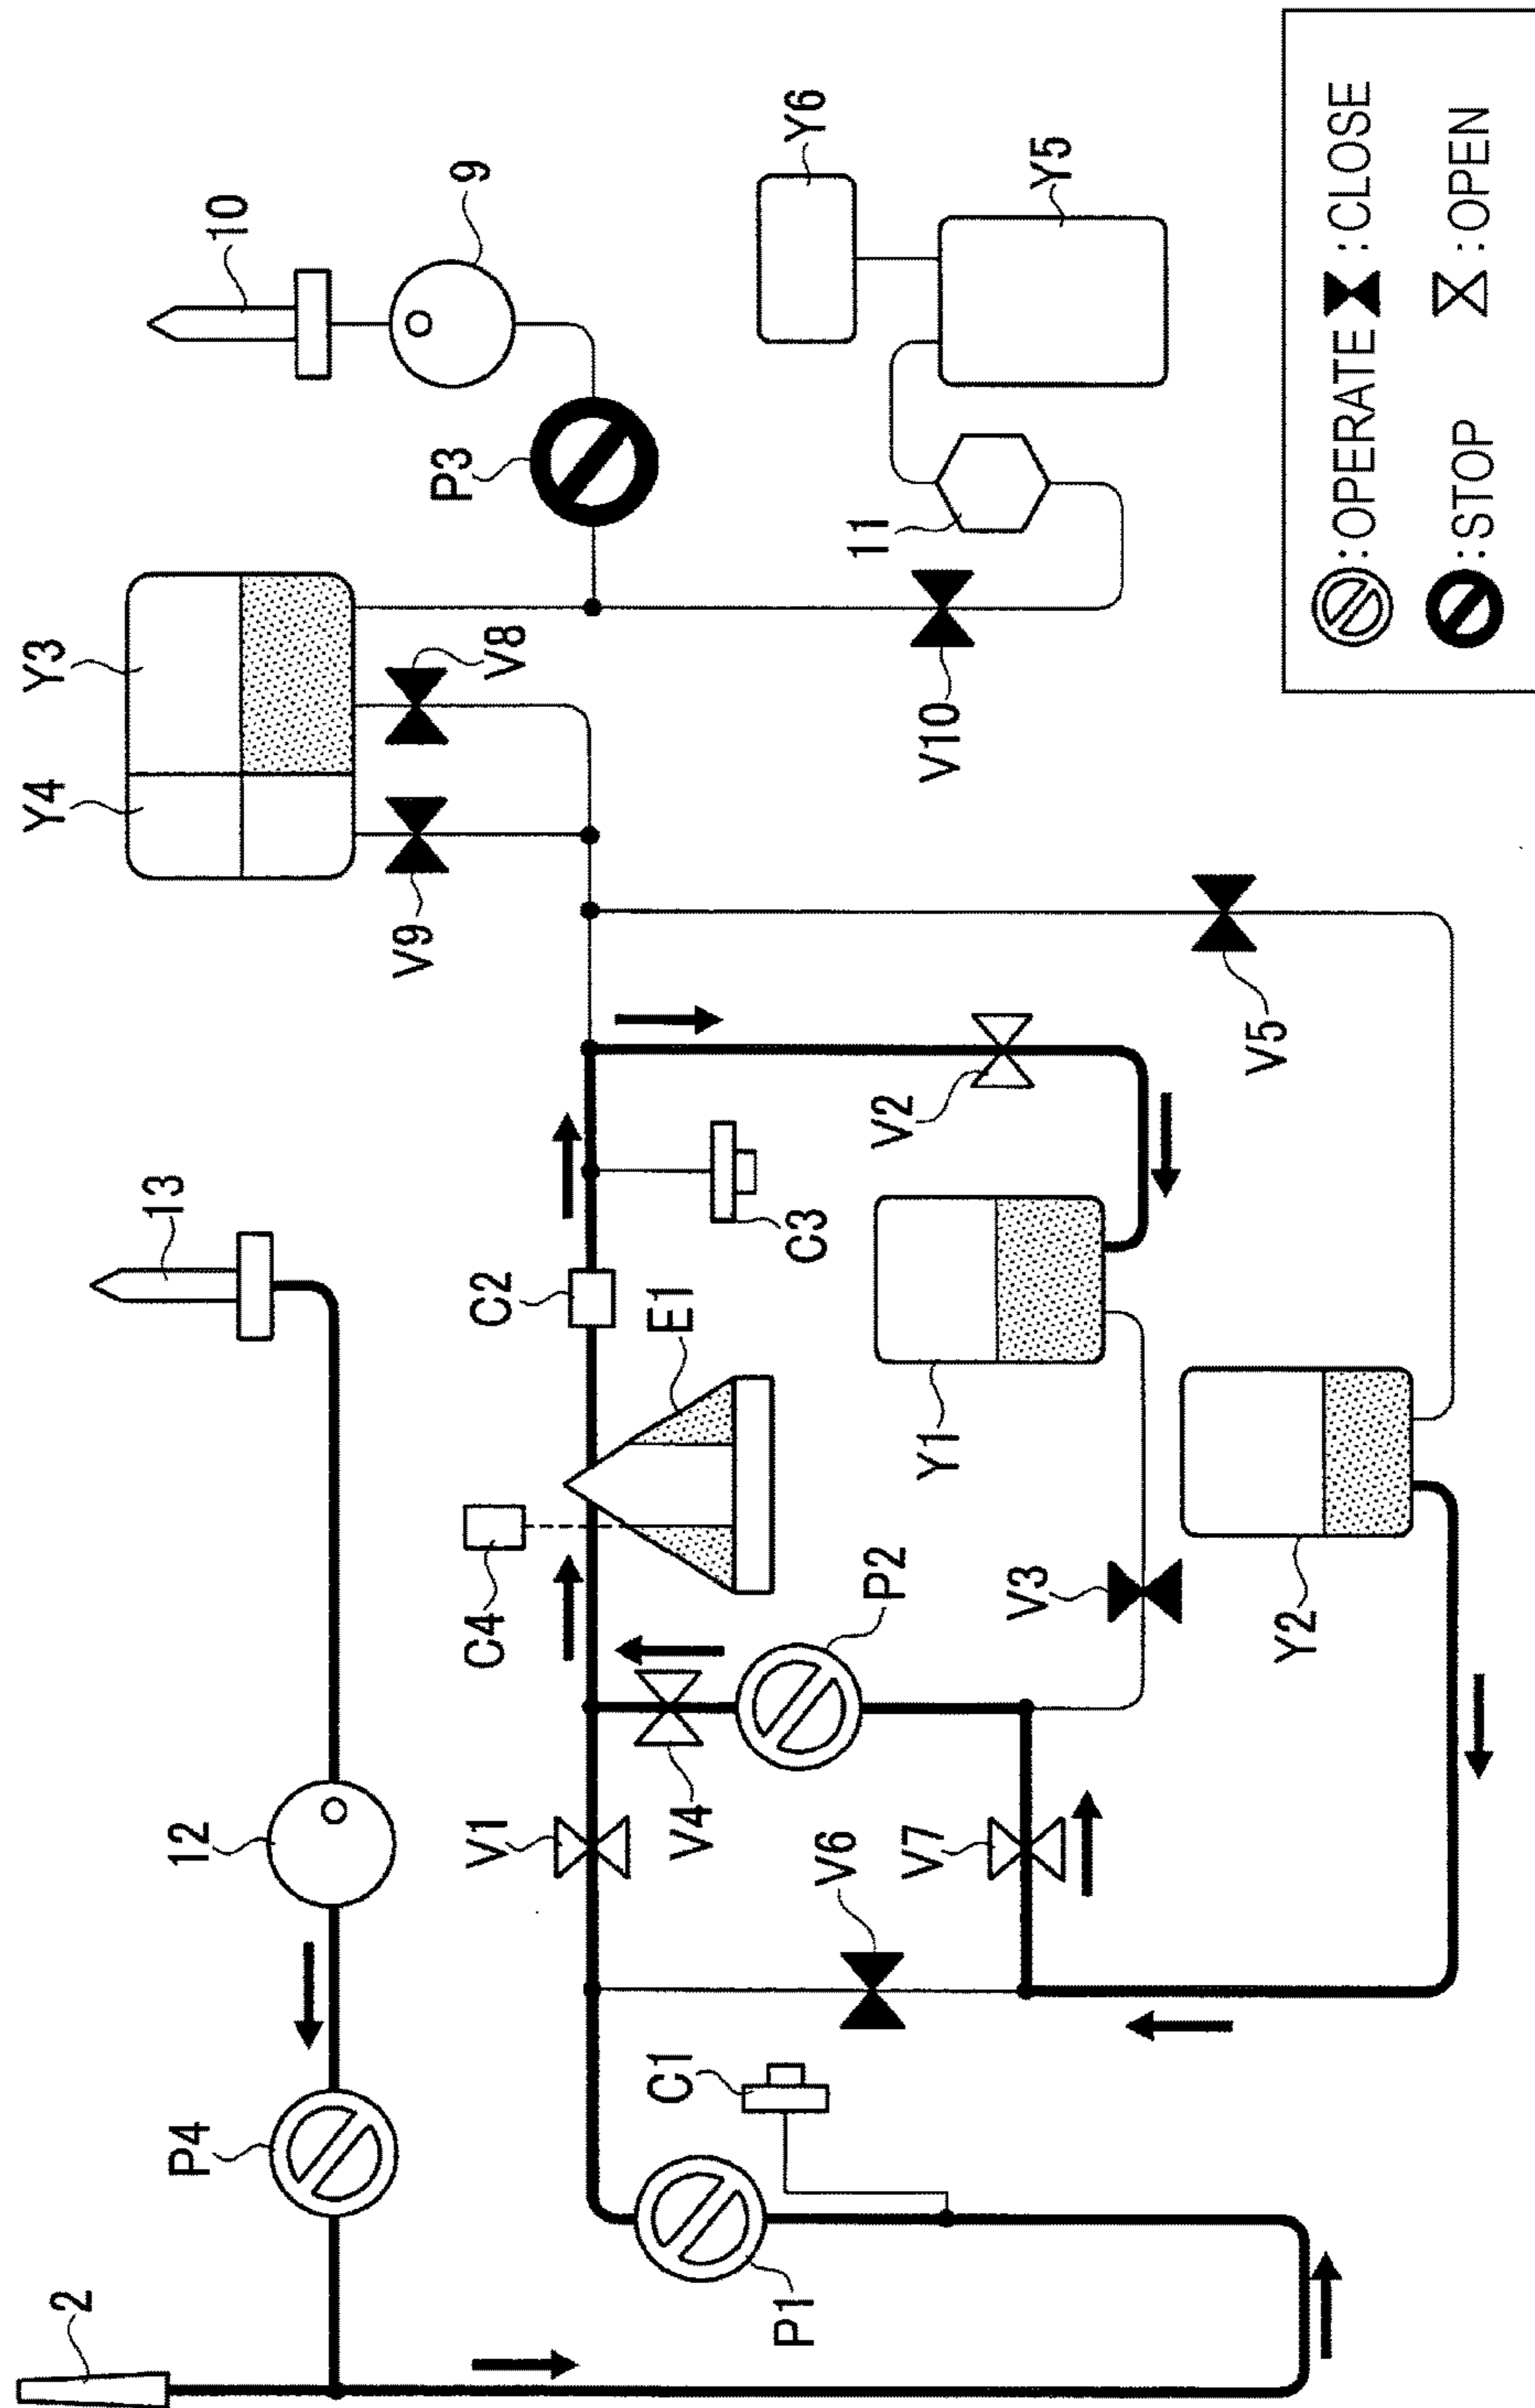 2
P4
12
13
P1
C1
V6
V1
V4
C4
P2
V7
C2
E1
C3
V3
Y1
V2
Y2
V5
Y4
Y3
V9
V8
V10
P3
10
9
11
Y6
Y5
:OPERATE :CLOSE
:STOP :OPEN